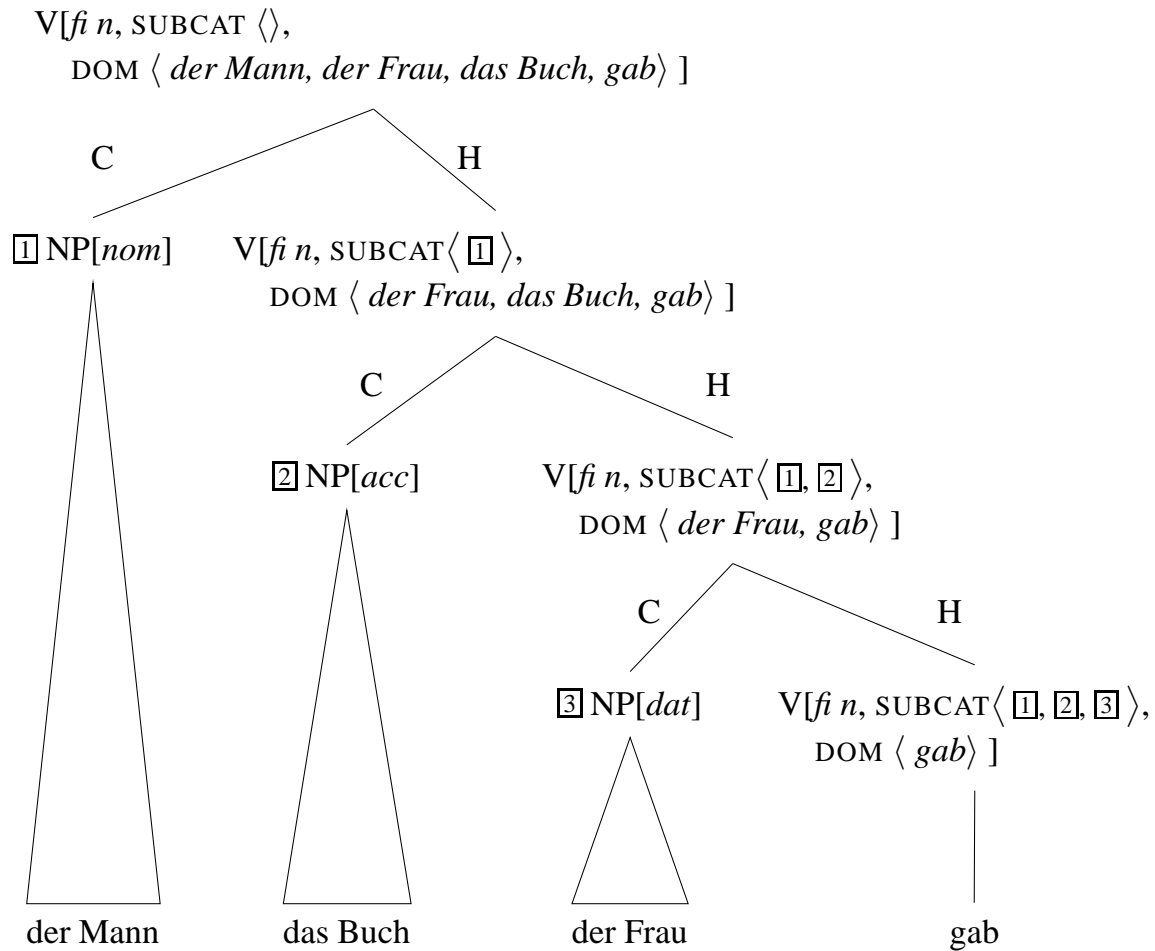 V[fin, SUBCAT ⟨⟩,
DOM ⟨ der Mann, der Frau, das Buch, gab⟩ ]
C H
1 NP[nom] V[fin, SUBCAT⟨ 1 ⟩,
DOM ⟨ der Frau, das Buch, gab⟩ ]
C H
2 NP[acc] V[fin, SUBCAT⟨ 1, 2 ⟩,
DOM ⟨ der Frau, gab⟩ ]
C H
3 NP[dat] V[fin, SUBCAT⟨ 1, 2, 3 ⟩,
DOM ⟨ gab⟩ ]
der Mann das Buch der Frau gab